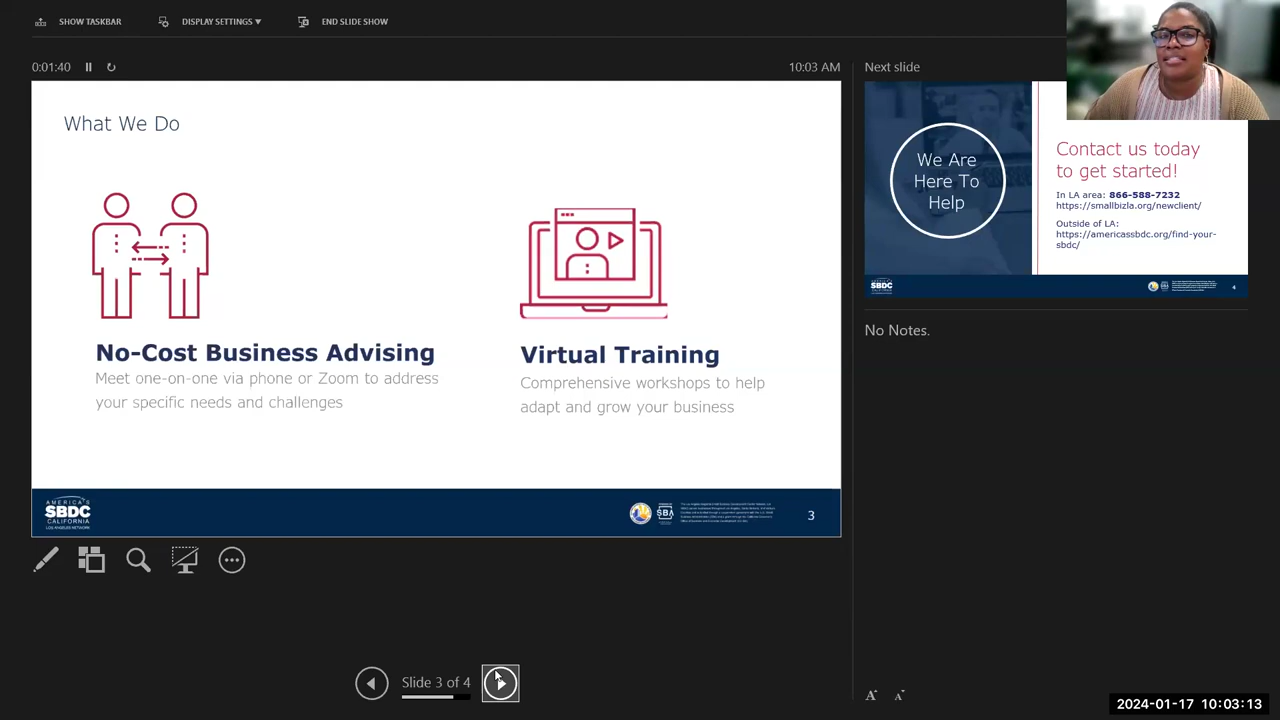 SHOW TASKBAR
DISPLAY SETTINGS ▼
END SLIDE SHOW
0:01:40
10:03 AM
Next slide
What We Do
No-Cost Business Advising
Meet one-on-one via phone or Zoom to address
your specific needs and challenges
Virtual Training
Comprehensive workshops to help
adapt and grow your business
AMERICA'S
SBDC
CALIFORNIA
LOS ANGELES NETWORK
SBA
3
We Are
Here To
Help
Contact us today
to get started!
In LA area: 866-588-7232
https://smallbizla.org/newclient/
Outside of LA:
https://americassbdc.org/find-your-
sbdc/
SBDC
4
No Notes.
Slide 3 of 4
A A
2024-01-17 10:03:13